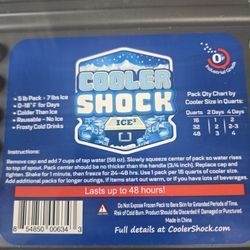 COOLER
SHOCK
ICE³
0°
Industrial Grade
• 5 lb Pack - 7 lbs Ice
• 0-18°F for Days
• Colder Than Ice
• Reusable - No Ice
• Frosty Cold Drinks
Pack Qty Chart by
Cooler Size in Quarts:
Quarts 2 Days 4 Days
16 1 2
32 2 2-3
48 3 4
Instructions:
Remove cap and add 7 cups of tap water (56 oz). Slowly squeeze center of pack so water rises
to top of spout. Pack center should be no thicker than the handle (3/4 inch). Replace cap and
tighten. Shake for 1 minute, then freeze for 24-48 hrs. Use 1 pack per 16 quarts of cooler size.
Add additional packs for longer outings, if items start out warm, or if you have lots of beverages.
Lasts up to 48 hours!
8 54850 00634 3
Do Not Expose Frozen Pack to Bare Skin for Extended Periods of Time.
Risk of Cold Burn. Product Should be Discarded if Damaged or Punctured.
Made in China
Full details at CoolerShock.com